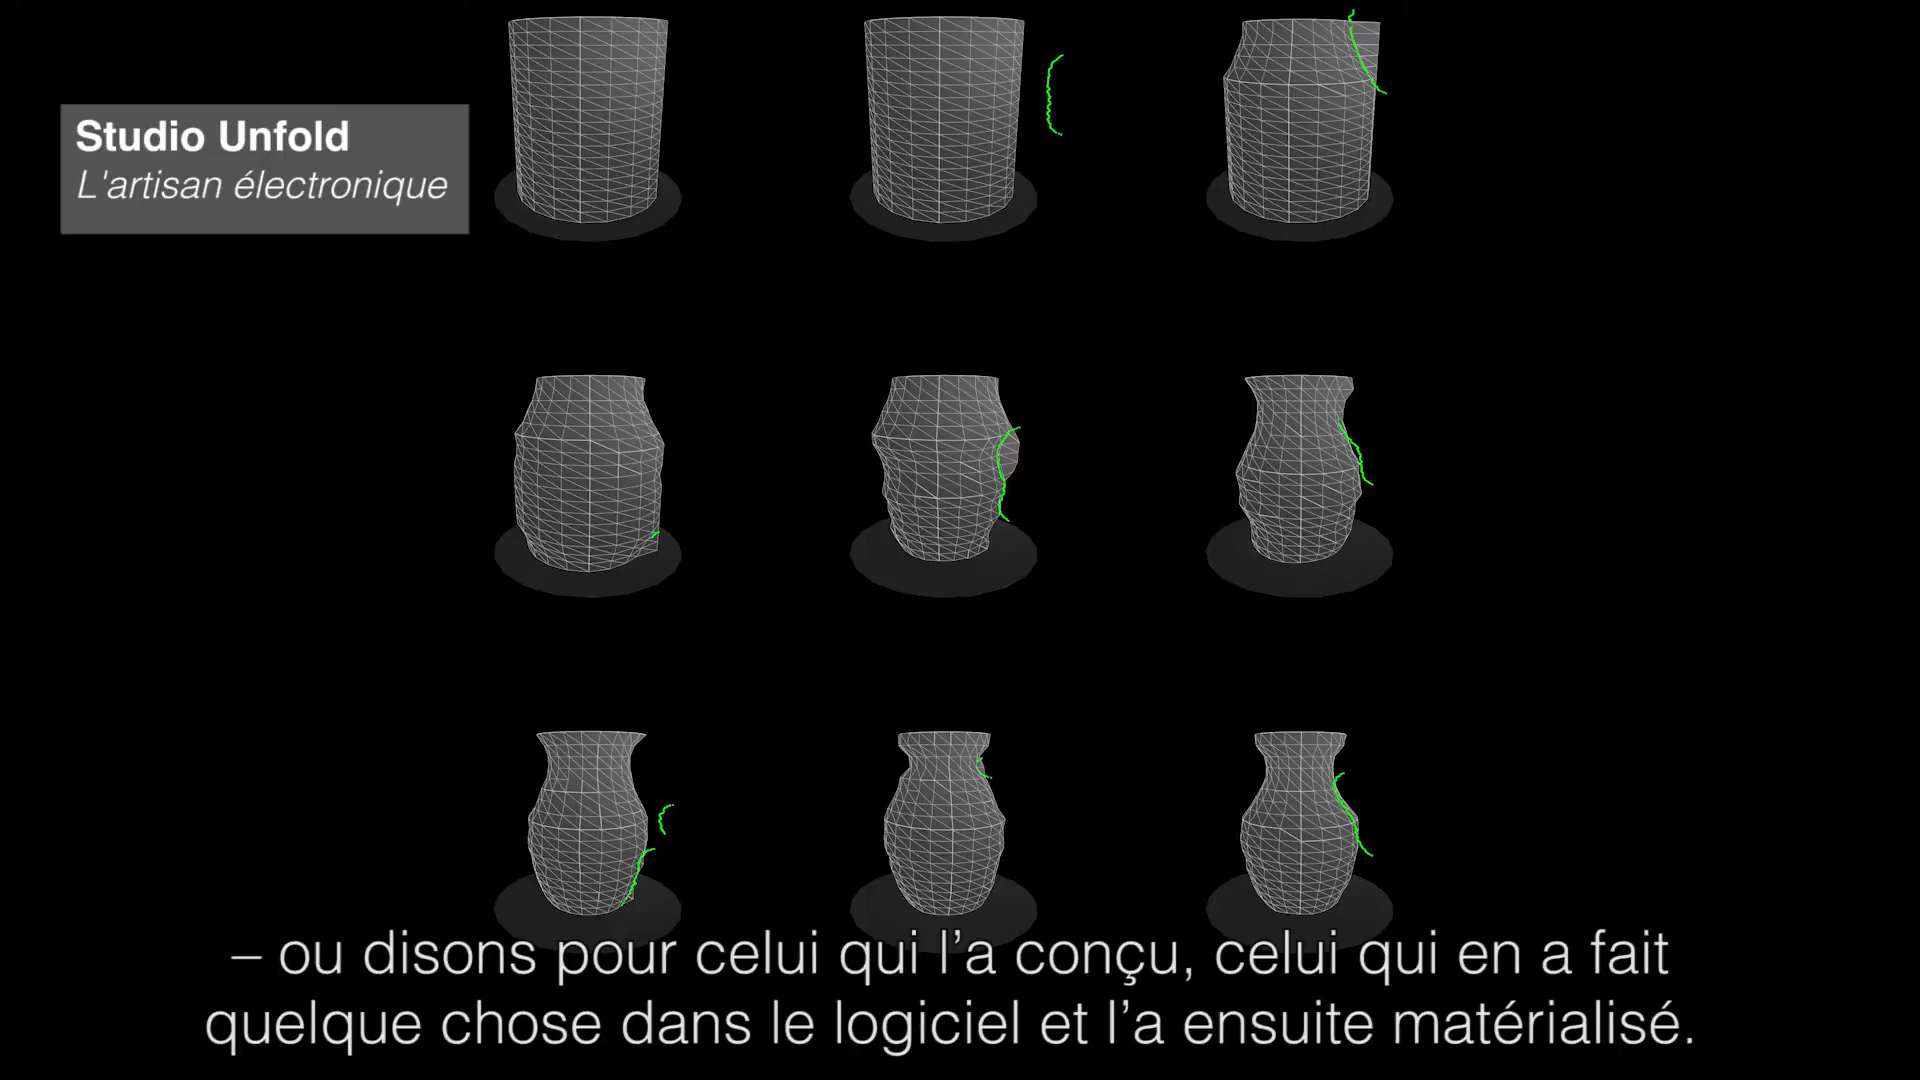 Studio Unfold
L'artisan électronique
– ou disons pour celui qui l’a conçu, celui qui en a fait
quelque chose dans le logiciel et l’a ensuite matérialisé.